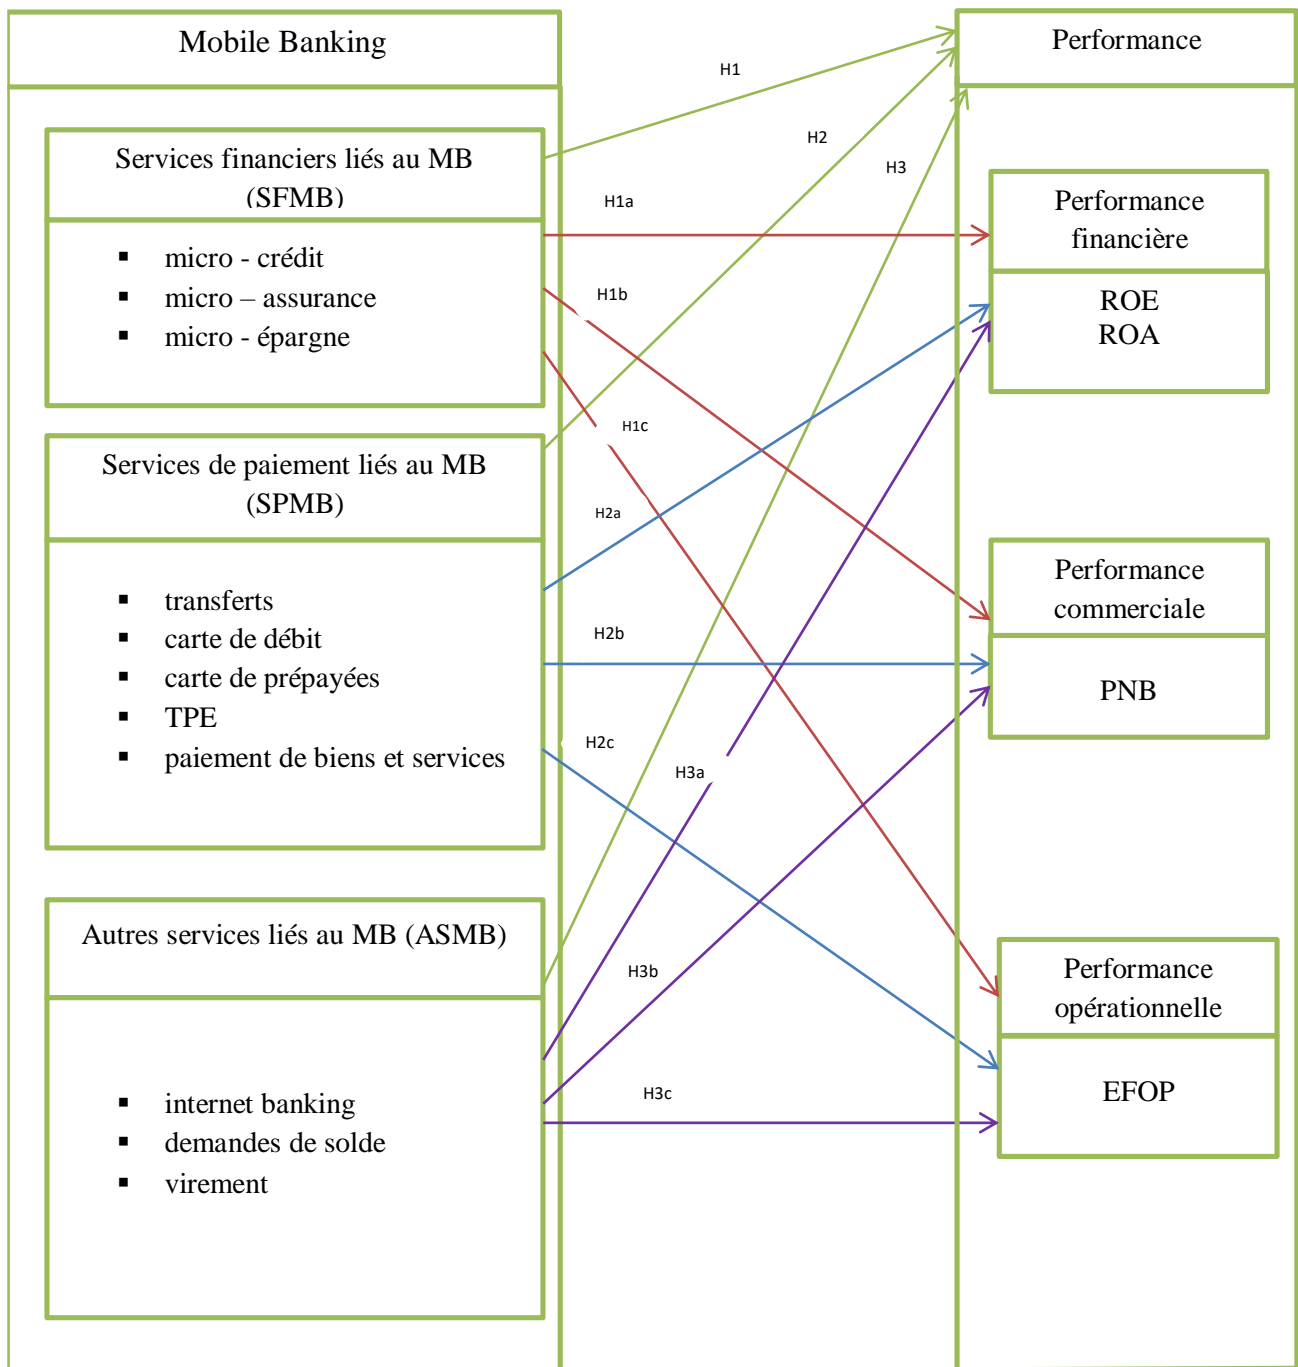 Mobile Banking
Services financiers liés au MB
(SFMB)
▪ micro - crédit
▪ micro – assurance
▪ micro - épargne
Services de paiement liés au MB
(SPMB)
▪ transferts
▪ carte de débit
▪ carte de prépayées
▪ TPE
▪ paiement de biens et services
Autres services liés au MB (ASMB)
▪ internet banking
▪ demandes de solde
▪ virement
H1
H2
H3
H1a
H1b
H1c
H2a
H2b
H2c
H3a
H3b
H3c
Performance
Performance
financière
ROE
ROA
Performance
commerciale
PNB
Performance
opérationnelle
EFOP